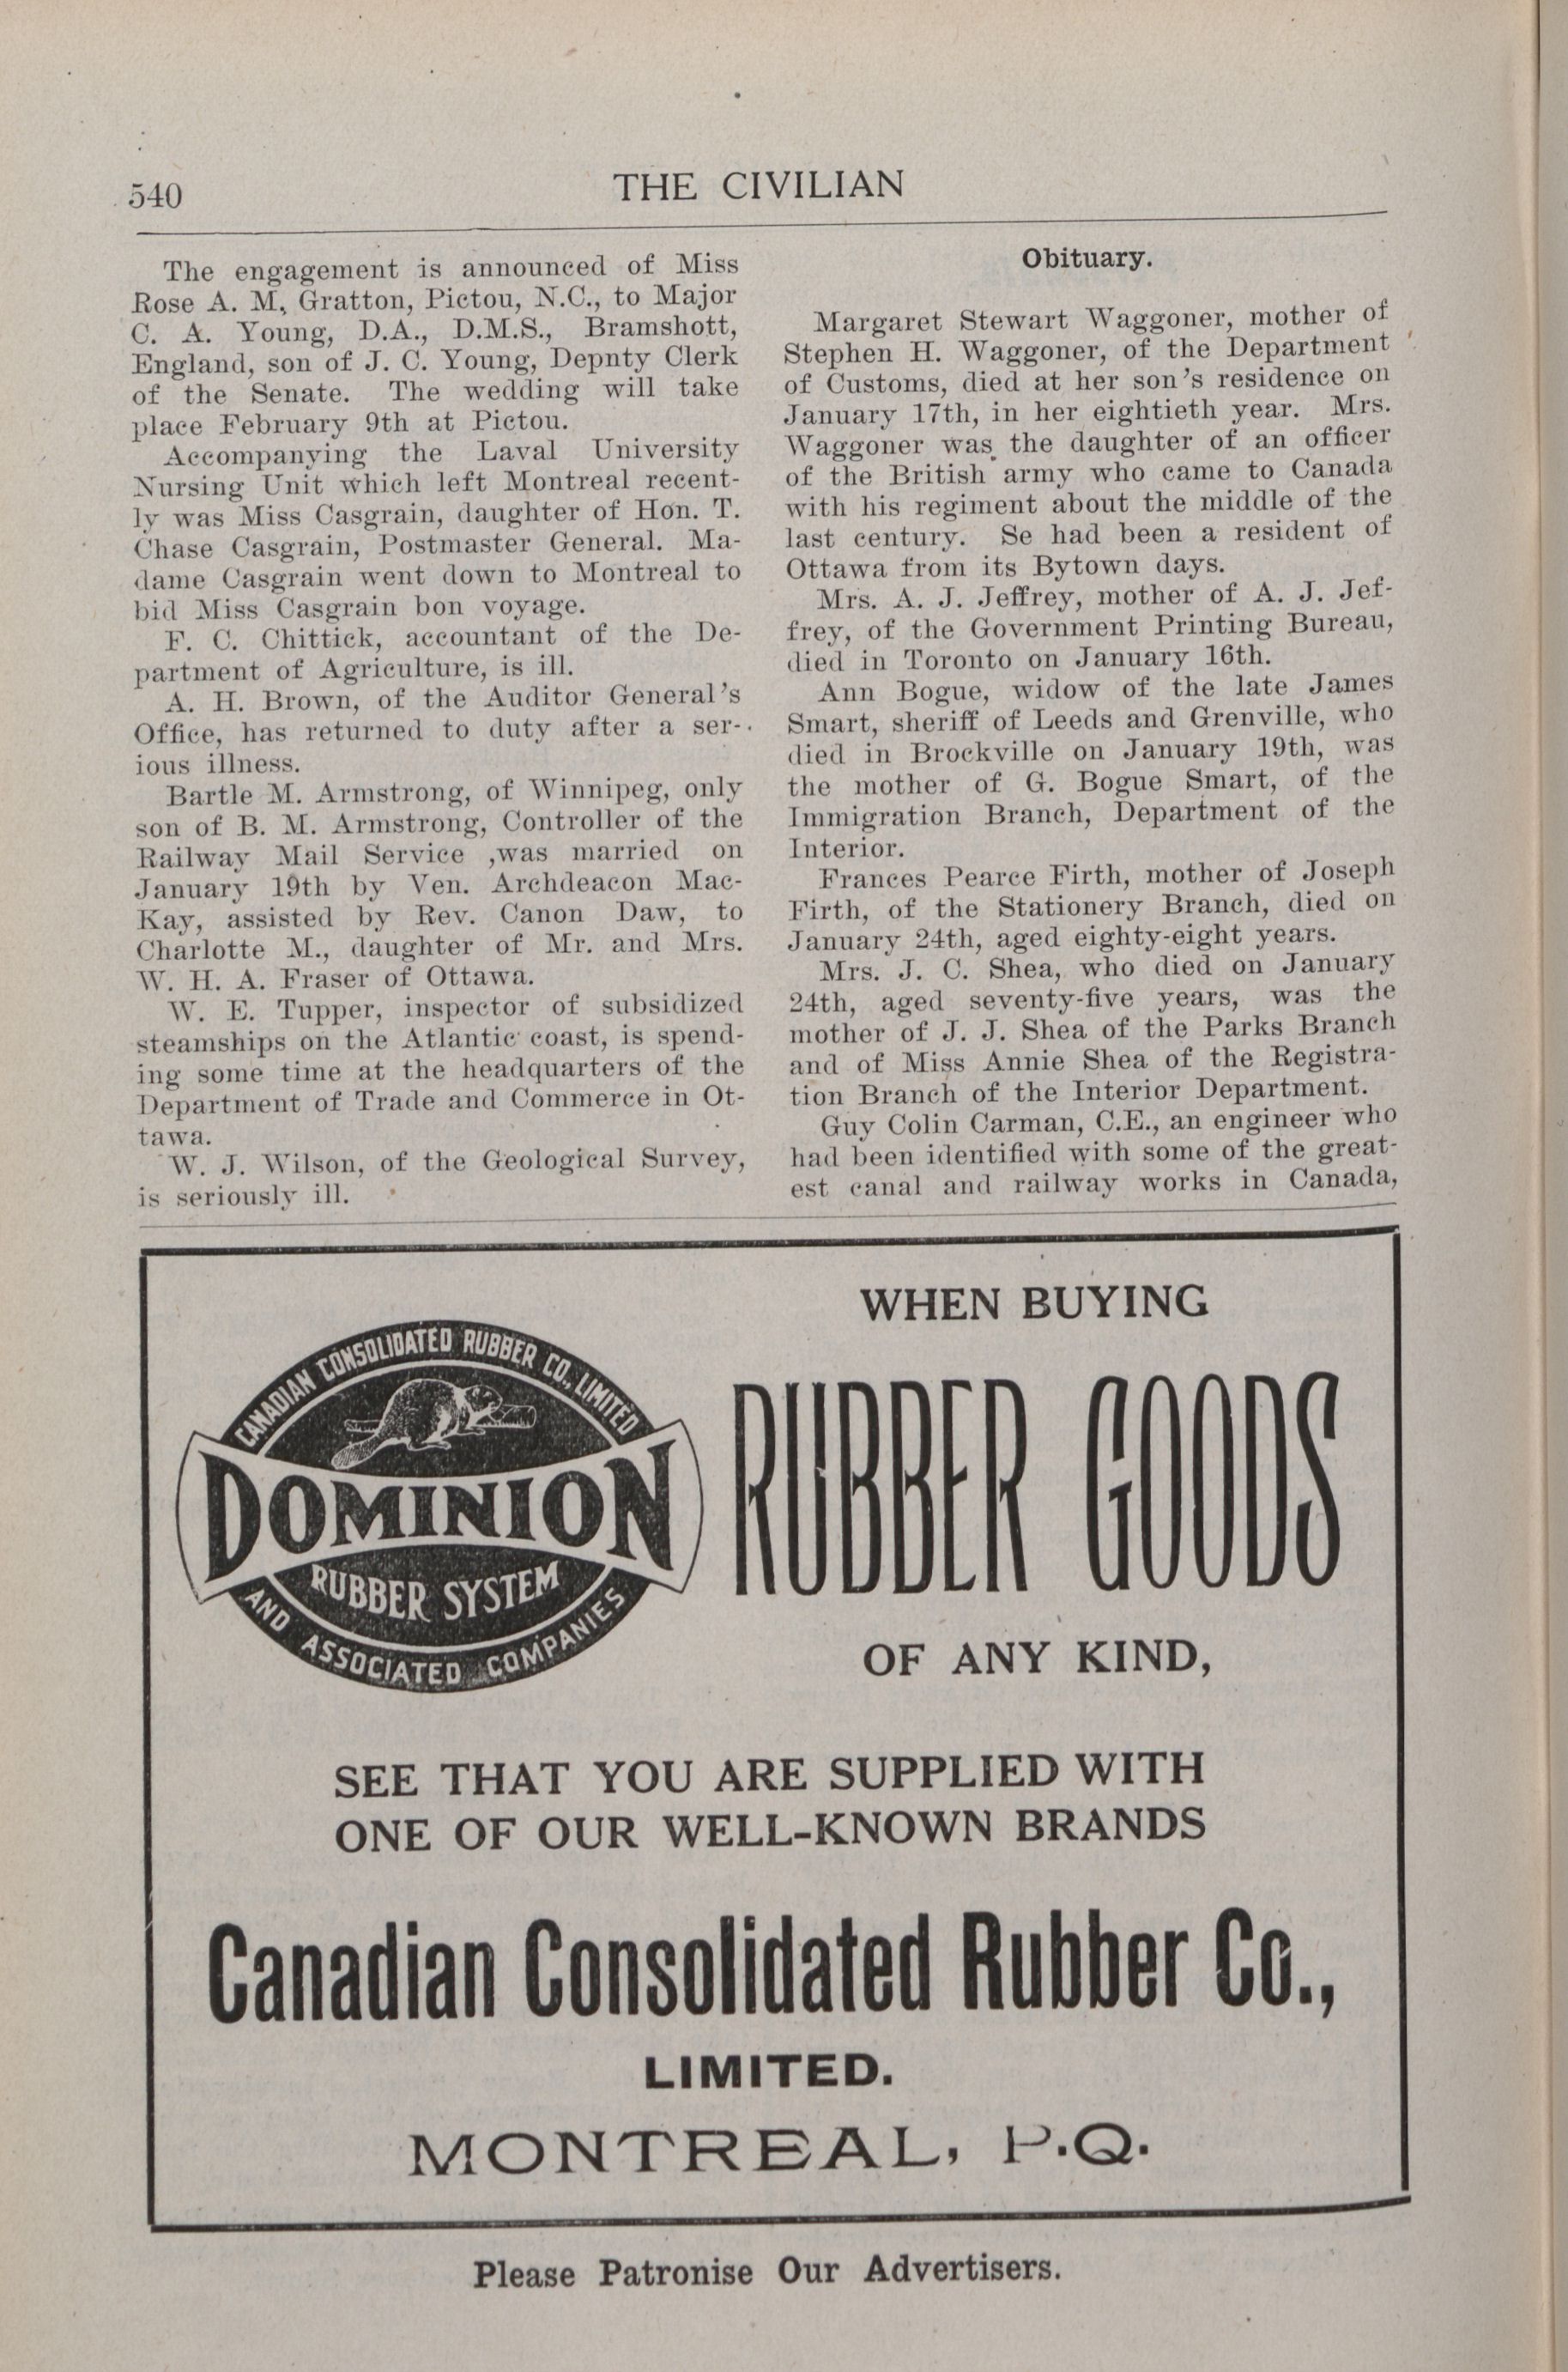 540
THE CIVILIAN
The engagement is announced of Miss
Rose A. M. Gratton, Pictou, N.C., to Major
C. A. Young, D.A., D.M.S., Bramshott,
England, son of J. C. Young, Depnty Clerk
of the Senate. The wedding will take
place February 9th at Pictou.
Accompanying the Laval University
Nursing Unit which left Montreal recent-
ly was Miss Casgrain, daughter of Hon. T.
Chase Casgrain, Postmaster General. Ma-
dame Casgrain went down to Montreal to
bid Miss Casgrain bon voyage.
F. C. Chittick, accountant of the De-
partment of Agriculture, is ill.
A. H. Brown, of the Auditor General's
Office, has returned to duty after a ser-
ious illness.
Bartle M. Armstrong, of Winnipeg, only
son of B. M. Armstrong, Controller of the
Railway Mail Service ,was married on
January 19th by Ven. Archdeacon Mac-
Kay, assisted by Rev. Canon Daw, to
Charlotte M., daughter of Mr. and Mrs.
W. H. A. Fraser of Ottawa.
W. E. Tupper, inspector of subsidized
steamships on the Atlantic coast, is spend-
ing some time at the headquarters of the
Department of Trade and Commerce in Ot-
tawa.
W. J. Wilson, of the Geological Survey,
is seriously ill.
Obituary.
Margaret Stewart Waggoner, mother of
Stephen H. Waggoner, of the Department
of Customs, died at her son's residence on
January 17th, in her eightieth year. Mrs.
Waggoner was the daughter of an officer
of the British army who came to Canada
with his regiment about the middle of the
last century. Se had been a resident of
Ottawa from its Bytown days.
Mrs. A. J. Jeffrey, mother of A. J. Jef-
frey, of the Government Printing Bureau,
died in Toronto on January 16th.
Ann Bogue, widow of the late James
Smart, sheriff of Leeds and Grenville, who
died in Brockville on January 19th, was
the mother of G. Bogue Smart, of the
Immigration Branch, Department of the
Interior.
Frances Pearce Firth, mother of Joseph
Firth, of the Stationery Branch, died on
January 24th, aged eighty-eight years.
Mrs. J. C. Shea, who died on January
24th, aged seventy-five years, was the
mother of J. J. Shea of the Parks Branch
and of Miss Annie Shea of the Registra-
tion Branch of the Interior Department.
Guy Colin Carman, C.E., an engineer who
had been identified with some of the great-
est canal and railway works in Canada,
CANADIAN CONSOLIDATED RUBBER CO., LIMITED
DOMINION
RUBBER SYSTEM
AND ASSOCIATED COMPANIES
WHEN BUYING
RUBBER GOODS
OF ANY KIND,
SEE THAT YOU ARE SUPPLIED WITH
ONE OF OUR WELL-KNOWN BRANDS
Canadian Consolidated Rubber Co.,
LIMITED.
MONTREAL, P.Q.
Please Patronise Our Advertisers.